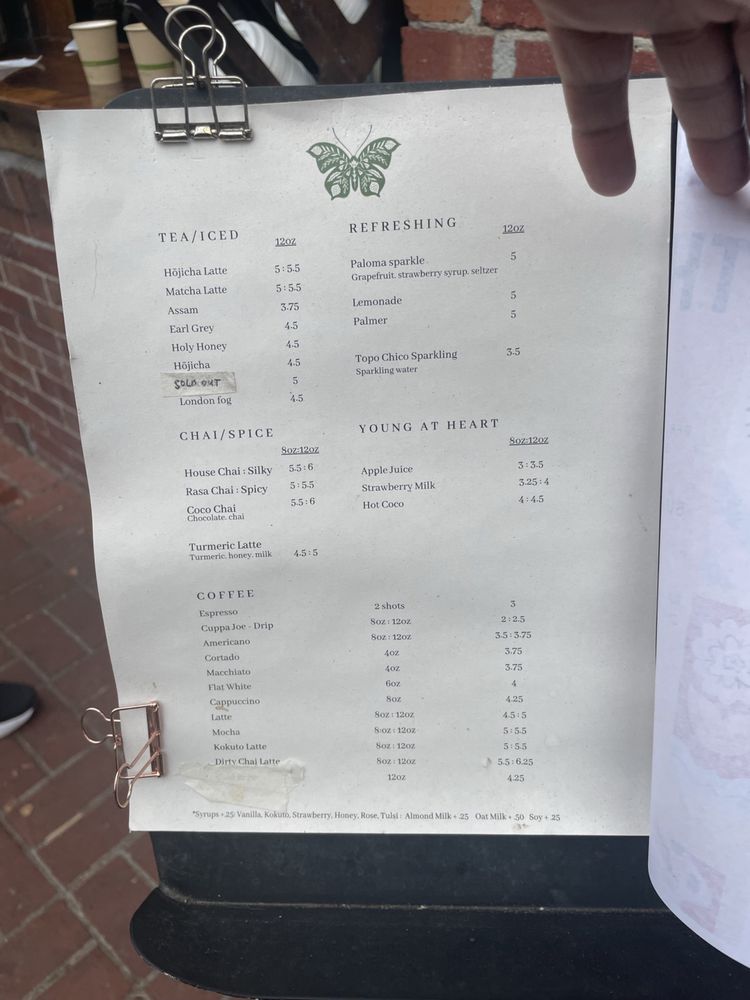 TEA/ICED
12oz
Hōjicha Latte 5 : 5.5
Matcha Latte 5 : 5.5
Assam 3.75
Earl Grey 4.5
Holy Honey 4.5
Hōjicha 4.5
SOLD OUT 5
London fog 4.5
REFRESHING
12oz
Paloma sparkle 5
Grapefruit. strawberry syrup. seltzer
Lemonade 5
Palmer 5
Topo Chico Sparkling 3.5
Sparkling water
CHAI/SPICE
8oz:12oz
House Chai : Silky 5.5 : 6
Rasa Chai : Spicy 5 : 5.5
Coco Chai 5.5 : 6
Chocolate. chai
Turmeric Latte
Turmeric. honey. milk 4.5 : 5
YOUNG AT HEART
8oz:12oz
Apple Juice 3 : 3.5
Strawberry Milk 3.25 : 4
Hot Coco 4 : 4.5
COFFEE
Espresso 2 shots 3
Cuppa Joe - Drip 8oz : 12oz 2 : 2.5
Americano 8oz : 12oz 3.5 : 3.75
Cortado 4oz 3.75
Macchiato 4oz 3.75
Flat White 6oz 4
Cappuccino 8oz 4.25
Latte 8oz : 12oz 4.5 : 5
Mocha 8:oz : 12oz 5 : 5.5
Kokuto Latte 8oz : 12oz 5 : 5.5
Dirty Chai Latte 8oz : 12oz 5.5 : 6.25
12oz 4.25
*Syrups +.25/ Vanilla, Kokuto, Strawberry, Honey, Rose, Tulsi : Almond Milk + .25 Oat Milk + .50 Soy + .25